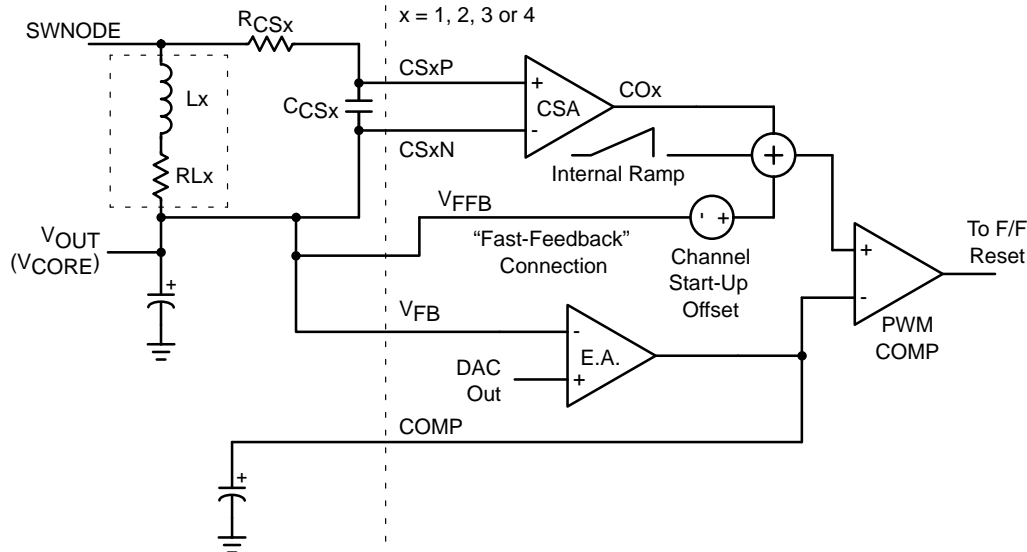 x = 1, 2, 3 or 4
SWNODE
RCSx
CSxP
COx
Lx
CCSx
+
CSA
-
CSxN
+
Internal Ramp
RLx
VFFB
- +
VOUT
(VCORE)
“Fast-Feedback”
Connection
Channel
Start-Up
Offset
To F/F
Reset
+
+
-
VFB
-
E.A.
PWM
COMP
DAC
Out
+
COMP
+